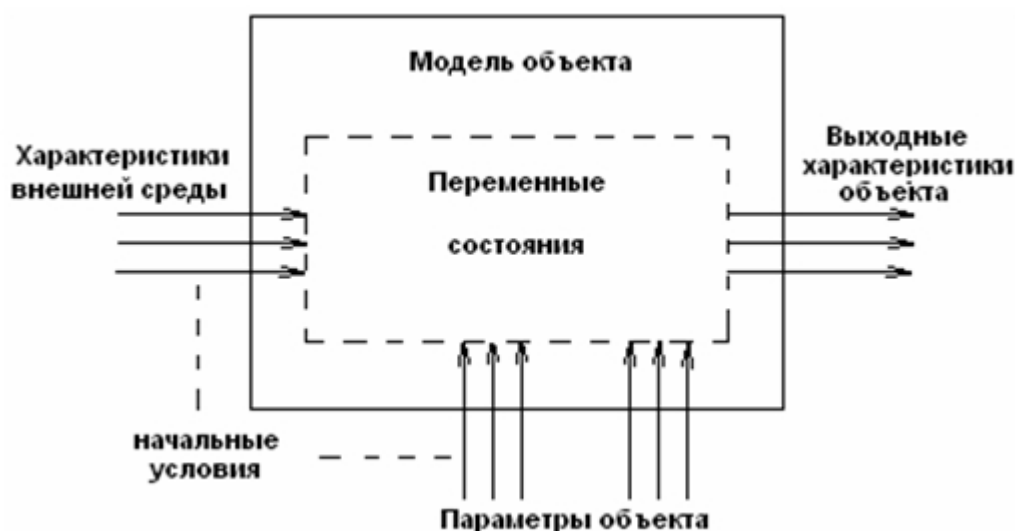 Модель объекта
Характеристики
внешней среды
Переменные
состояния
Выходные
характеристики
объекта
начальные
условия
Параметры объекта